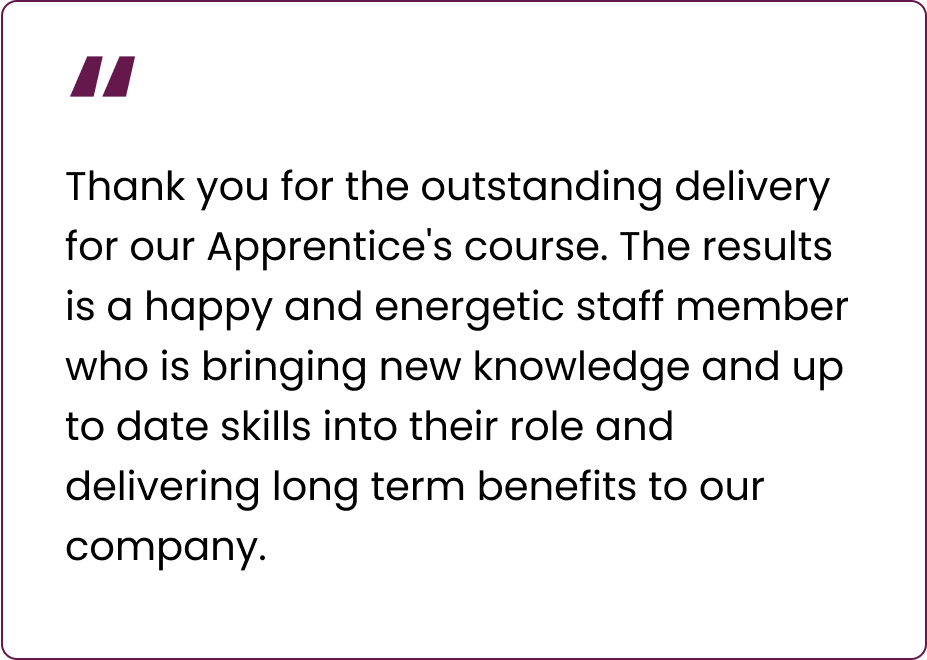 “
Thank you for the outstanding delivery
for our Apprentice's course. The results
is a happy and energetic staff member
who is bringing new knowledge and up
to date skills into their role and
delivering long term benefits to our
company.